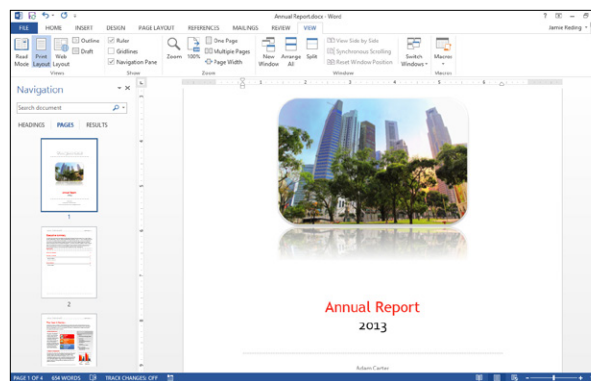 Annual Report.docx - Word
Jamie Reding
FILE HOME INSERT DESIGN PAGE LAYOUT REFERENCES MAILINGS REVIEW VIEW
Read Mode
Print Layout
Web Layout
Outline
Draft
Views
Ruler
Gridlines
Navigation Pane
Show
Zoom
100%
One Page
Multiple Pages
Page Width
Zoom
New Window
Arrange All
Split
View Side by Side
Synchronous Scrolling
Reset Window Position
Window
Switch Windows
Macros
Macros
Navigation
Search document
HEADINGS PAGES RESULTS
1
2
Annual Report
2013
Adam Carter
PAGE 1 OF 4 654 WORDS TRACK CHANGES: OFF